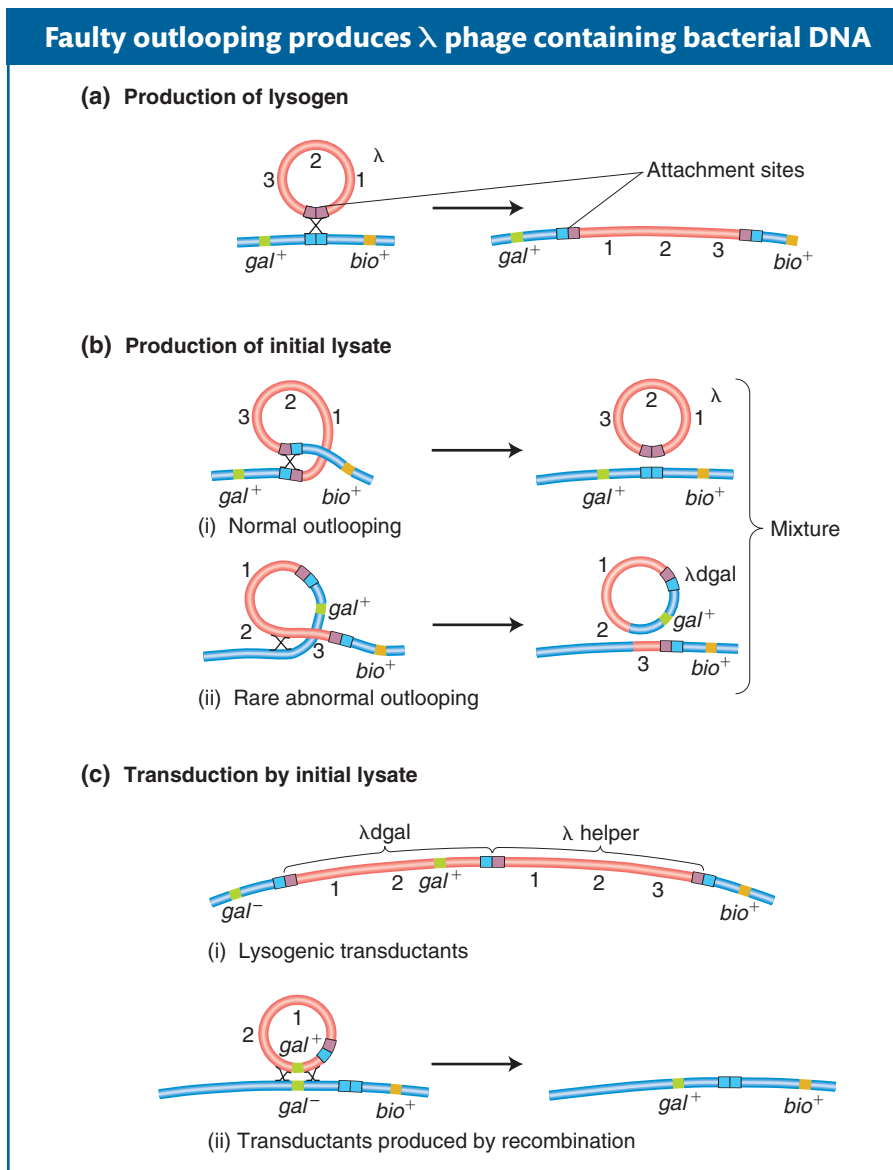 Faulty outlooping produces λ phage containing bacterial DNA
(a) Production of lysogen
2
λ
3
1
Attachment sites
gal+
bio+
gal+
1
2
3
bio+
(b) Production of initial lysate
2
3
1
gal+
bio+
2
λ
3
1
gal+
bio+
(i) Normal outlooping
Mixture
1
gal+
2
3
bio+
1
λdgal
gal+
2
3
bio+
(ii) Rare abnormal outlooping
(c) Transduction by initial lysate
λdgal
λ helper
gal–
1
2
gal+
1
2
3
bio+
(i) Lysogenic transductants
1
2
gal+
gal–
bio+
gal+
bio+
(ii) Transductants produced by recombination